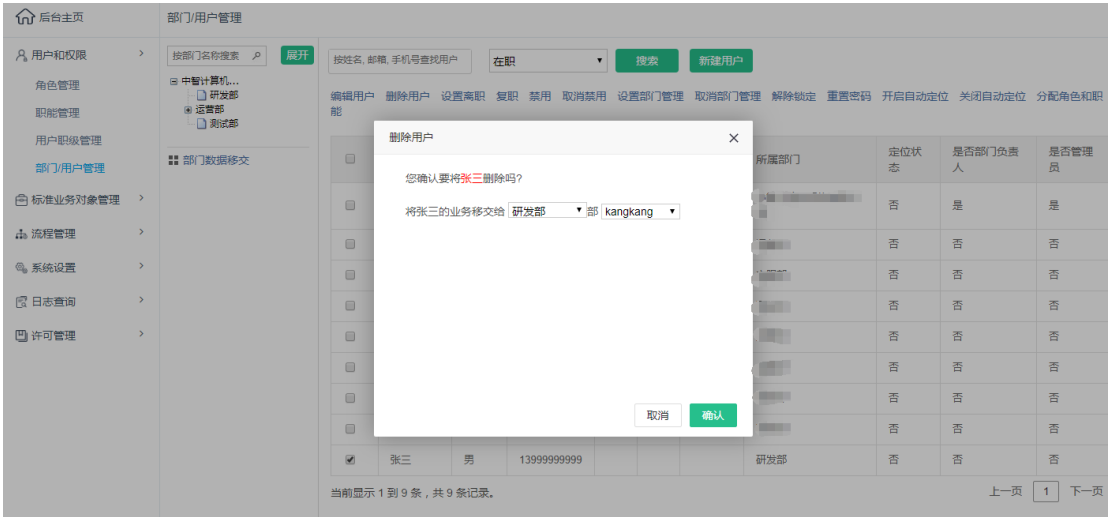 后台主页
部门/用户管理
用户和权限
角色管理
职能管理
用户职级管理
部门/用户管理
标准业务对象管理
流程管理
系统设置
日志查询
许可管理
按部门名称搜索
展开
中智计算机...
研发部
运营部
测试部
部门数据移交
按姓名, 邮箱, 手机号查找用户
在职
搜索
新建用户
编辑用户 删除用户 设置离职 复职 禁用 取消禁用 设置部门管理 取消部门管理 解除锁定 重置密码 开启自动定位 关闭自动定位 分配角色和职
能
所属部门
定位状
态
是否部门负责
人
是否管理
员
否 是 是
否 否 否
否 否 否
否 否 否
否 否 否
否 否 否
否 否 否
否 否 否
张三 男 13999999999 研发部 否 否 否
删除用户
您确认要将张三删除吗?
将张三的业务移交给 研发部 部 kangkang
取消
确认
当前显示 1 到 9 条，共 9 条记录。
上一页 1 下一页